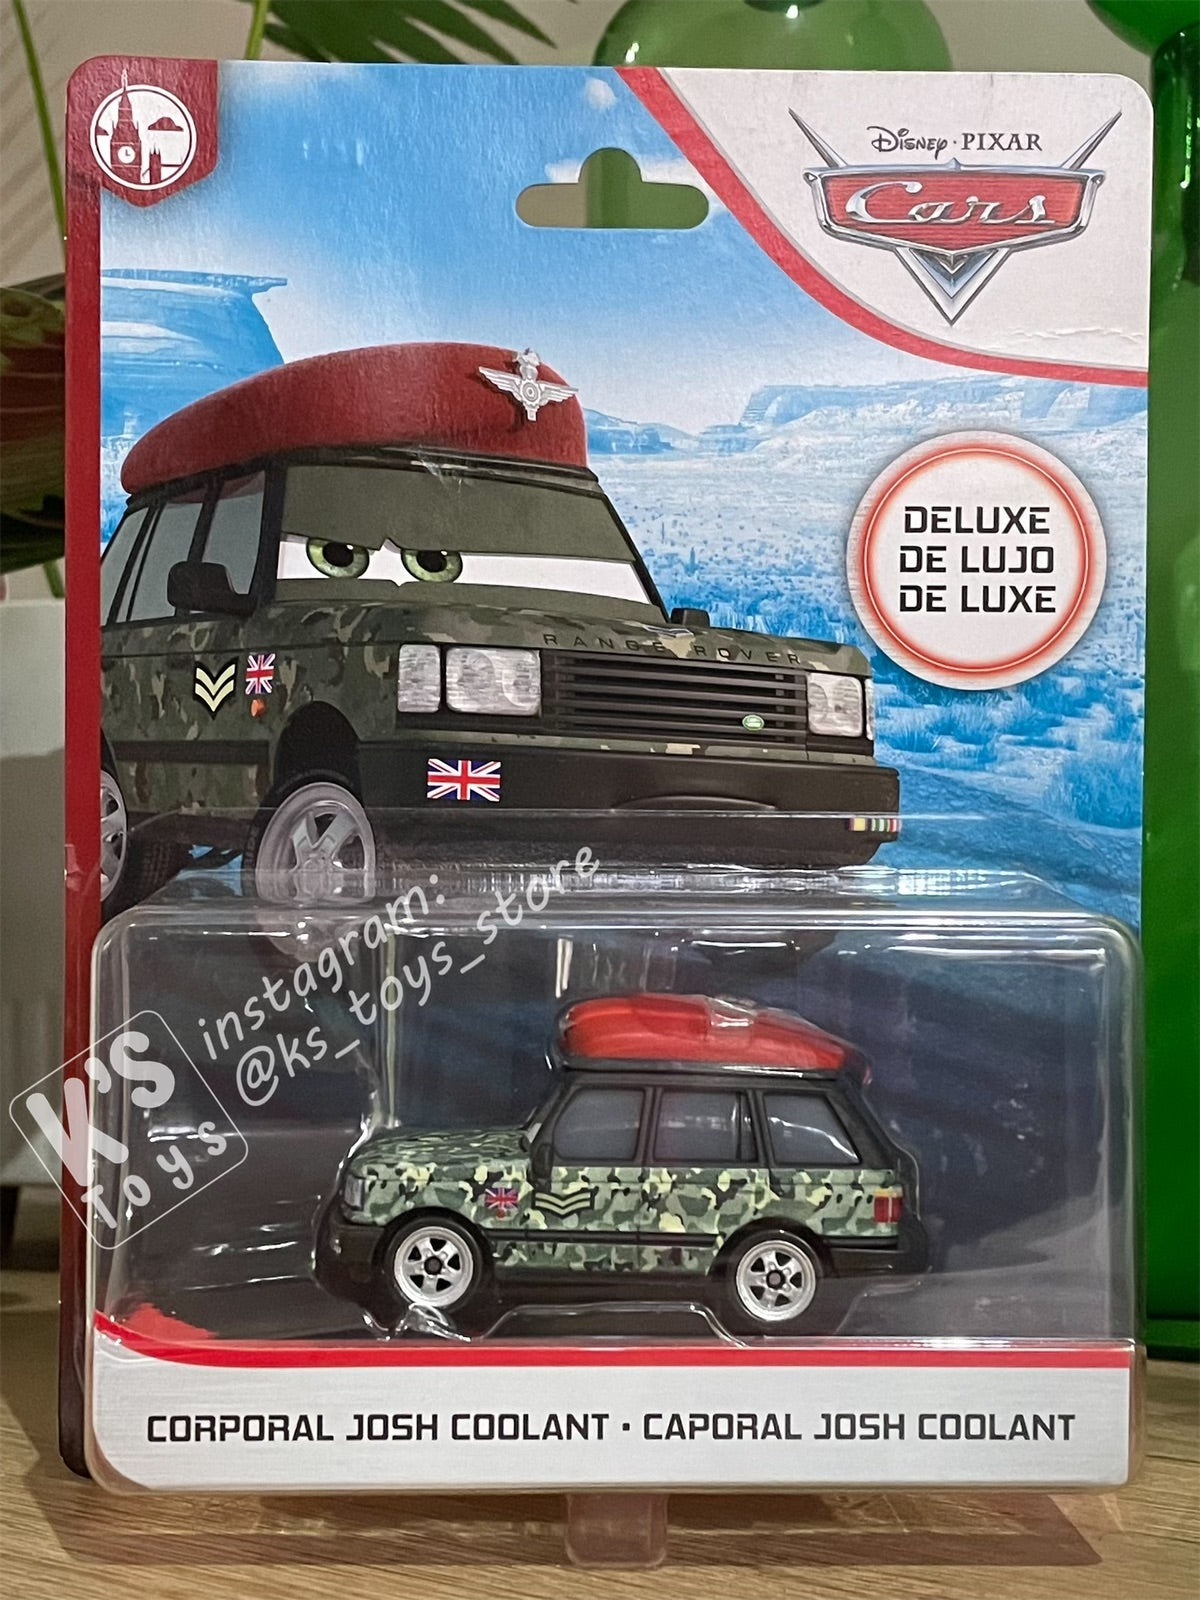 Disney · PIXAR
Cars
DELUXE
DE LUJO
DE LUXE
RANGE ROVER
instagram:
@ks_toys_store
K'S
Toys
CORPORAL JOSH COOLANT · CAPORAL JOSH COOLANT